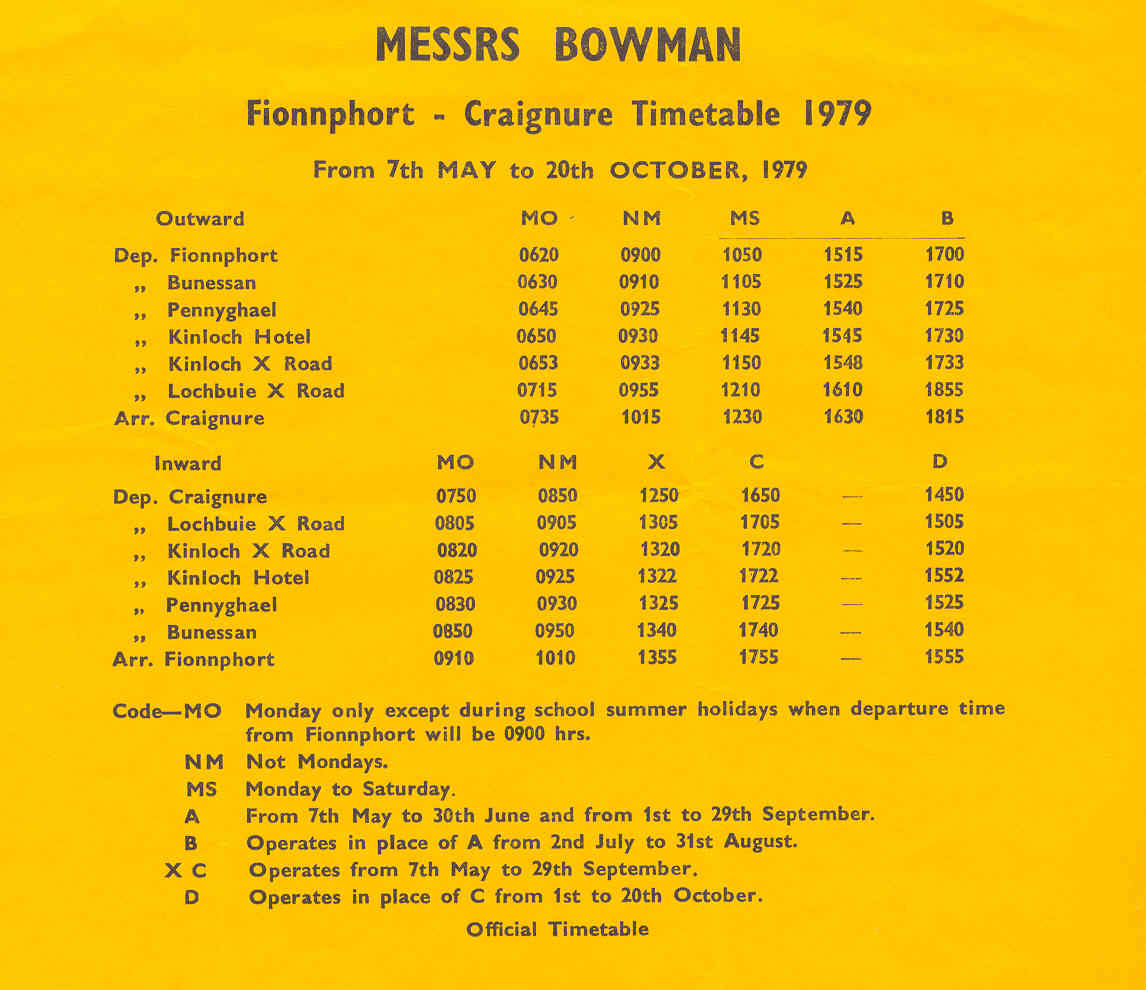 MESSRS BOWMAN
Fionnphort - Craignure Timetable 1979
From 7th MAY to 20th OCTOBER, 1979
Outward MO NM MS A B
Dep. Fionnphort 0620 0900 1050 1515 1700
,, Bunessan 0630 0910 1105 1525 1710
,, Pennyghael 0645 0925 1130 1540 1725
,, Kinloch Hotel 0650 0930 1145 1545 1730
,, Kinloch X Road 0653 0933 1150 1548 1733
,, Lochbuie X Road 0715 0955 1210 1610 1855
Arr. Craignure 0735 1015 1230 1630 1815
Inward MO NM X C D
Dep. Craignure 0750 0850 1250 1650 — 1450
,, Lochbuie X Road 0805 0905 1305 1705 — 1505
,, Kinloch X Road 0820 0920 1320 1720 — 1520
,, Kinloch Hotel 0825 0925 1322 1722 — 1552
,, Pennyghael 0830 0930 1325 1725 — 1525
,, Bunessan 0850 0950 1340 1740 — 1540
Arr. Fionnphort 0910 1010 1355 1755 — 1555
Code—MO Monday only except during school summer holidays when departure time
from Fionnphort will be 0900 hrs.
NM Not Mondays.
MS Monday to Saturday.
A From 7th May to 30th June and from 1st to 29th September.
B Operates in place of A from 2nd July to 31st August.
X C Operates from 7th May to 29th September.
D Operates in place of C from 1st to 20th October.
Official Timetable